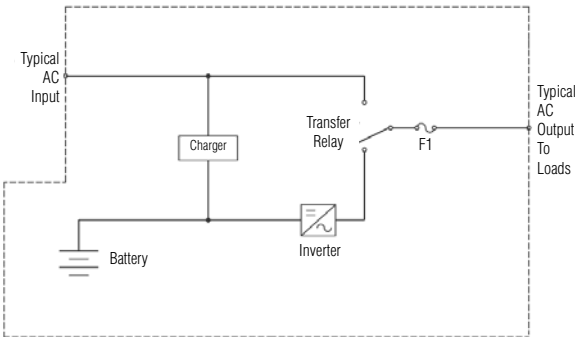 Typical
AC
Input
Charger
Transfer
Relay
F1
Typical
AC
Output
To
Loads
Battery
Inverter